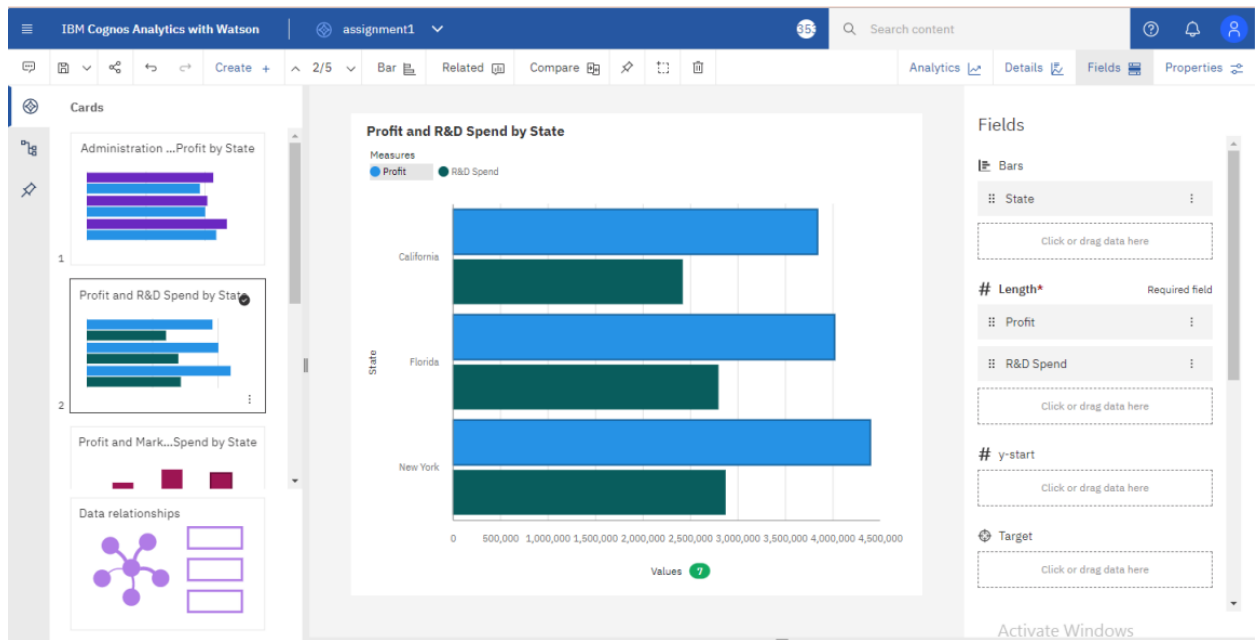 IBM Cognos Analytics with Watson
assignment1
353
Search content
Create +
2/5
Bar
Related
Compare
Analytics
Details
Fields
Properties
Cards
Administration ...Profit by State
1
Profit and R&D Spend by State
2
Profit and Mark...Spend by State
Data relationships
Profit and R&D Spend by State
Measures
Profit
R&D Spend
State
California
Florida
New York
0 500,000 1,000,000 1,500,000 2,000,000 2,500,000 3,000,000 3,500,000 4,000,000 4,500,000
Values 7
Fields
Bars
State
Click or drag data here
# Length* Required field
Profit
R&D Spend
Click or drag data here
# y-start
Click or drag data here
Target
Click or drag data here
Activate Windows